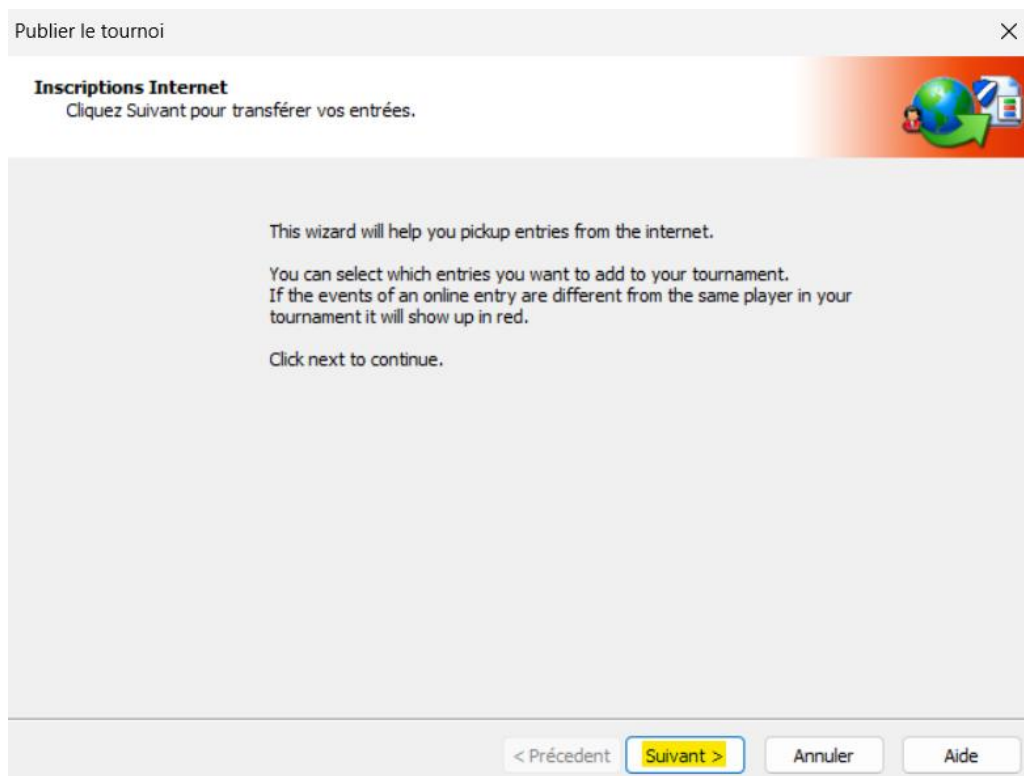 Publier le tournoi
Inscriptions Internet
Cliquez Suivant pour transférer vos entrées.
This wizard will help you pickup entries from the internet.
You can select which entries you want to add to your tournament.
If the events of an online entry are different from the same player in your
tournament it will show up in red.
Click next to continue.
< Précedent Suivant > Annuler Aide